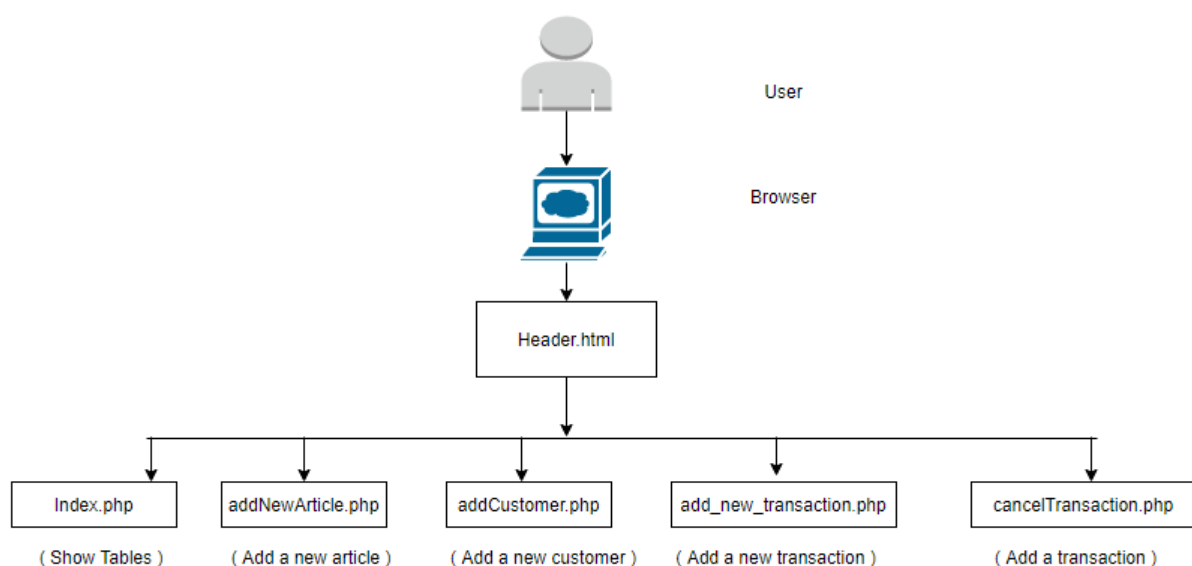 User
Browser
Header.html
Index.php
addNewArticle.php
addCustomer.php
add_new_transaction.php
cancelTransaction.php
( Show Tables )
( Add a new article )
( Add a new customer )
( Add a new transaction )
( Add a transaction )